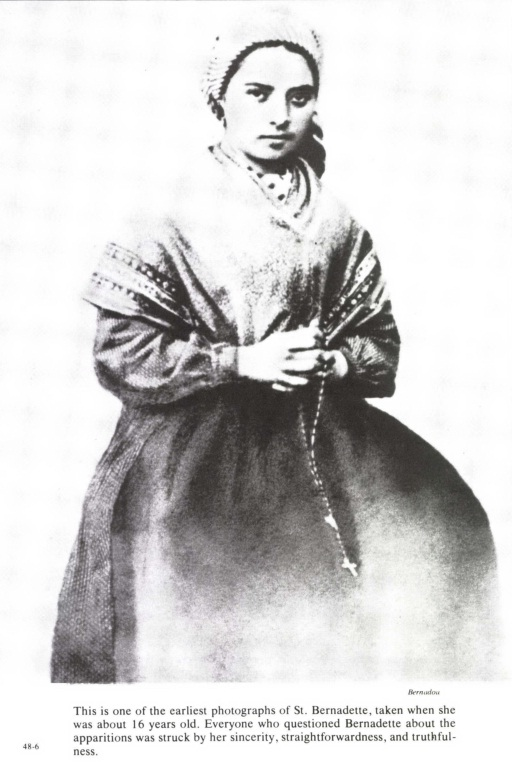 Bernadou
This is one of the earliest photographs of St. Bernadette, taken when she
was about 16 years old. Everyone who questioned Bernadette about the
apparitions was struck by her sincerity, straightforwardness, and truthful-
ness.
48-6